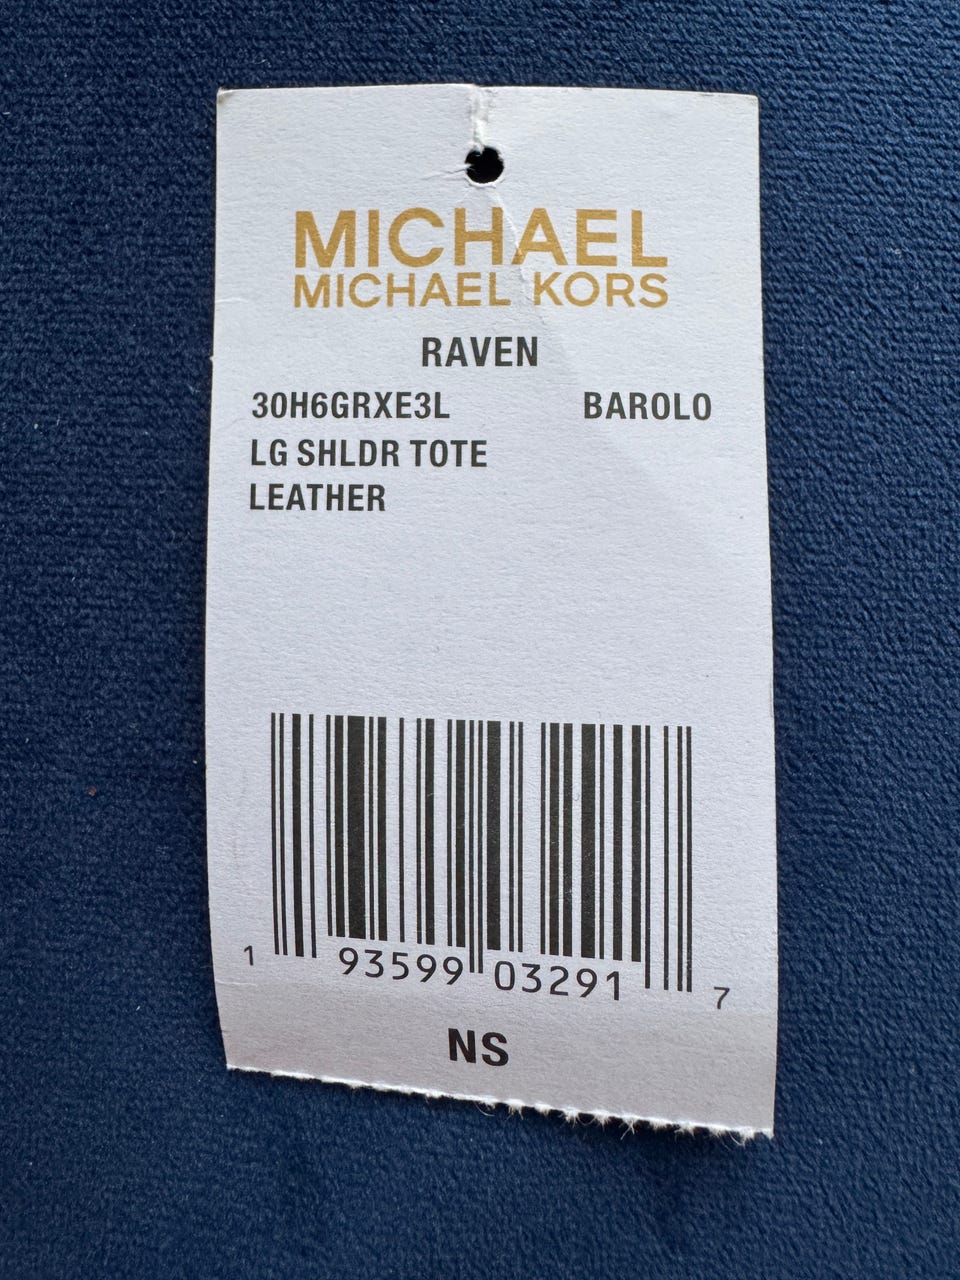 MICHAEL
MICHAEL KORS
RAVEN
30H6GRXE3L BAROLO
LG SHLDR TOTE
LEATHER
1 93599 03291 7
NS